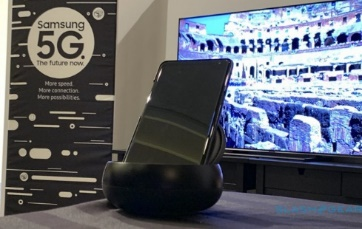 Samsung
5G
The future now.
More speed.
More connection.
More possibilities.